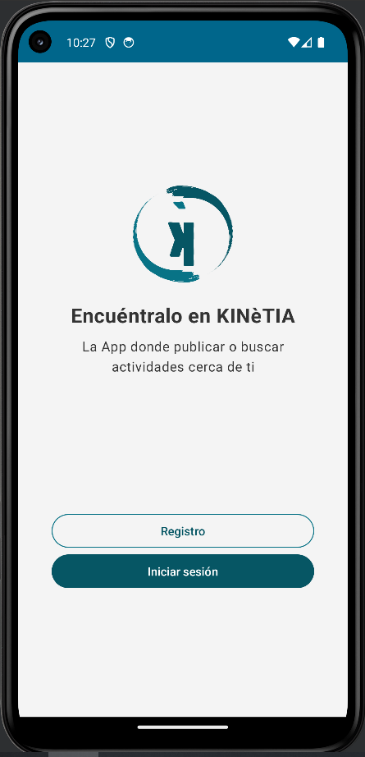 10:27
Encuéntralo en KINèTIA
La App donde publicar o buscar
actividades cerca de ti
Registro
Iniciar sesión